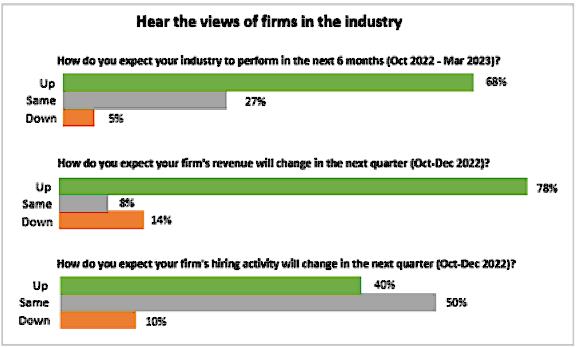 Hear the views of firms in the industry
How do you expect your industry to perform in the next 6 months (Oct 2022 - Mar 2023)?
Up 68%
Same 27%
Down 5%
How do you expect your firm's revenue will change in the next quarter (Oct-Dec 2022)?
Up 78%
Same 8%
Down 14%
How do you expect your firm's hiring activity will change in the next quarter (Oct-Dec 2022)?
Up 40%
Same 50%
Down 10%